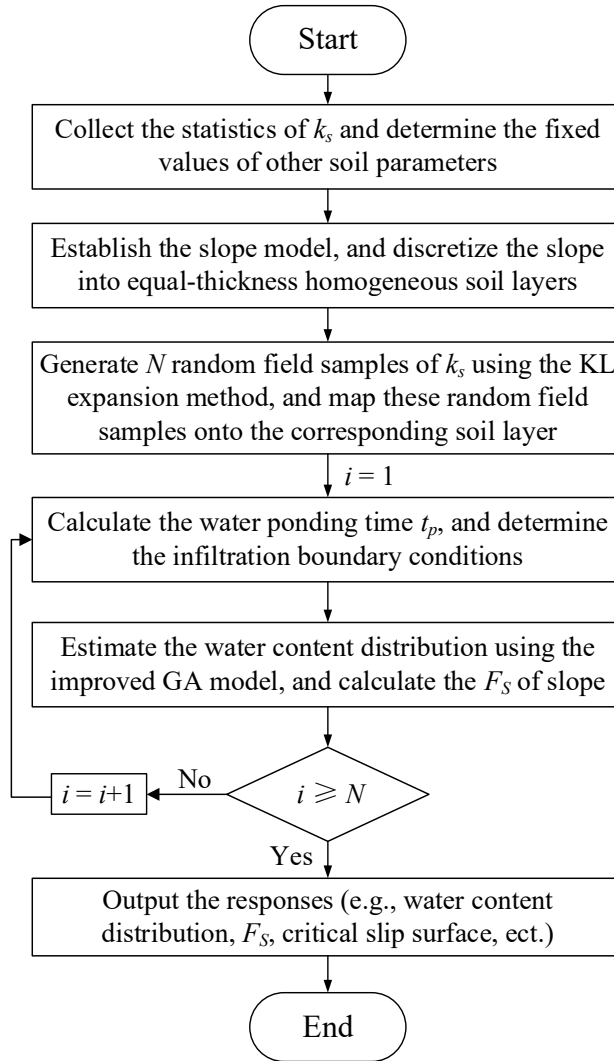 Start
Collect the statistics of ks and determine the fixed
values of other soil parameters
Establish the slope model, and discretize the slope
into equal-thickness homogeneous soil layers
Generate N random field samples of ks using the KL
expansion method, and map these random field
samples onto the corresponding soil layer
i = 1
Calculate the water ponding time tp, and determine
the infiltration boundary conditions
Estimate the water content distribution using the
improved GA model, and calculate the FS of slope
i = i+1
No
i ⩾ N
Yes
Output the responses (e.g., water content
distribution, FS, critical slip surface, ect.)
End